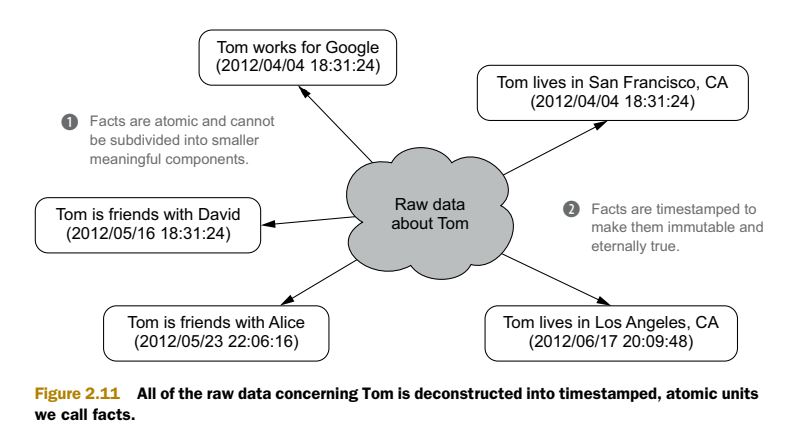 Tom works for Google
(2012/04/04 18:31:24)
Tom lives in San Francisco, CA
(2012/04/04 18:31:24)
1 Facts are atomic and cannot
be subdivided into smaller
meaningful components.
Raw data
about Tom
Tom is friends with David
(2012/05/16 18:31:24)
2 Facts are timestamped to
make them immutable and
eternally true.
Tom is friends with Alice
(2012/05/23 22:06:16)
Tom lives in Los Angeles, CA
(2012/06/17 20:09:48)
Figure 2.11 All of the raw data concerning Tom is deconstructed into timestamped, atomic units
we call facts.